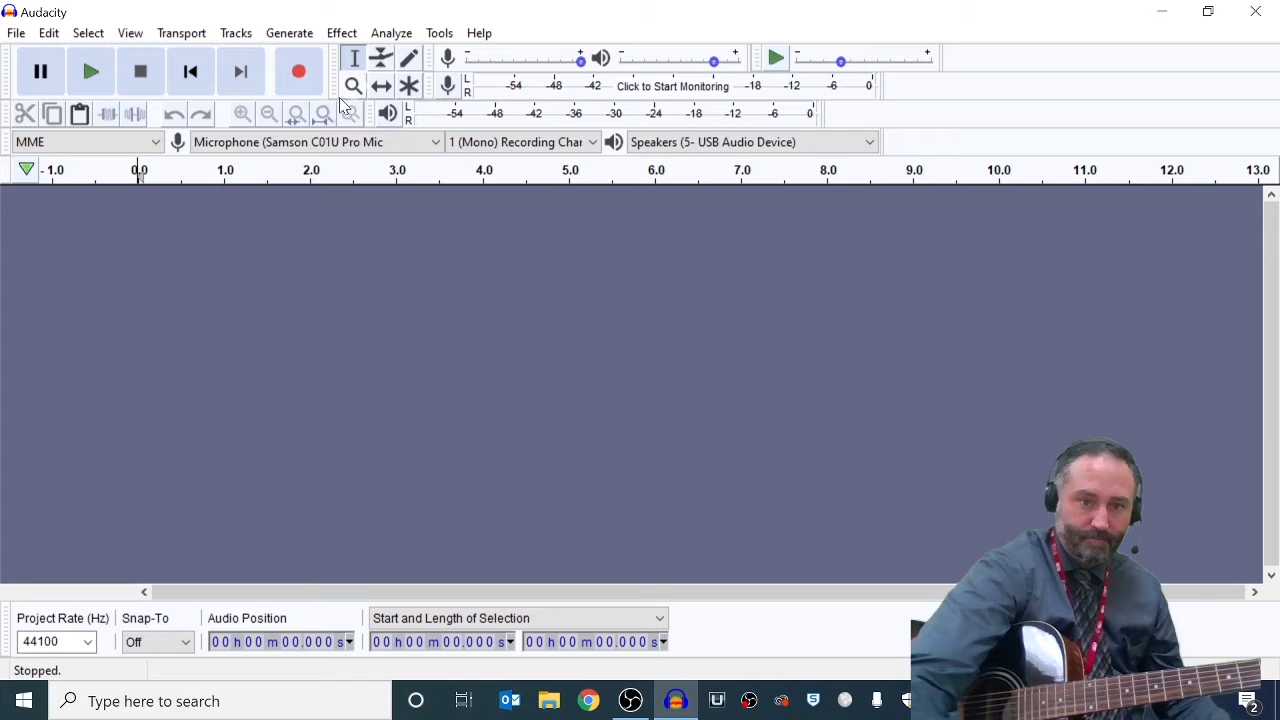 Audacity
File Edit Select View Transport Tracks Generate Effect Analyze Tools Help
L R -54 -48 -42 Click to Start Monitoring -18 -12 -6 0
L R -54 -48 -42 -36 -30 -24 -18 -12 -6 0
MME Microphone (Samson C01U Pro Mic 1 (Mono) Recording Char Speakers (5- USB Audio Device)
- 1.0 0.0 1.0 2.0 3.0 4.0 5.0 6.0 7.0 8.0 9.0 10.0 11.0 12.0 13.0
Project Rate (Hz) Snap-To Audio Position Start and Length of Selection
44100 Off 00 h 00 m 00.000 s 00 h 00 m 00.000 s 00 h 00 m 00.000 s
Stopped.
Type here to search
2